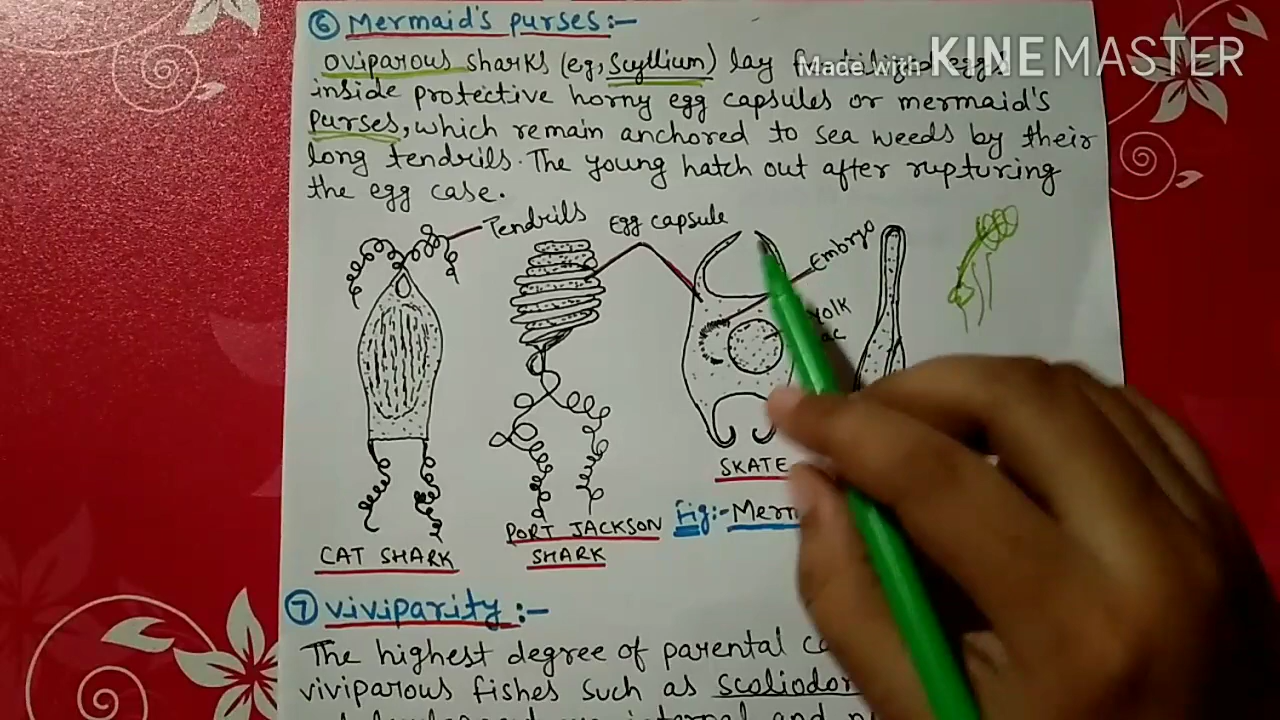 ⑥ Mermaid's purses:-
oviparous sharks (eg, Scyllium) lay fertilized eggs
Made with KINEMASTER
inside protective horny egg capsules or mermaid's
purses, which remain anchored to sea weeds by their
long tendrils. The young hatch out after rupturing
the egg case.
Tendrils
Egg capsule
Embryo
yolk
SKATE
Fig:- Merm
PORT JACKSON
SHARK
CAT SHARK
⑦ viviparity :-
The highest degree of parental
viviparous fishes such as scoliodon